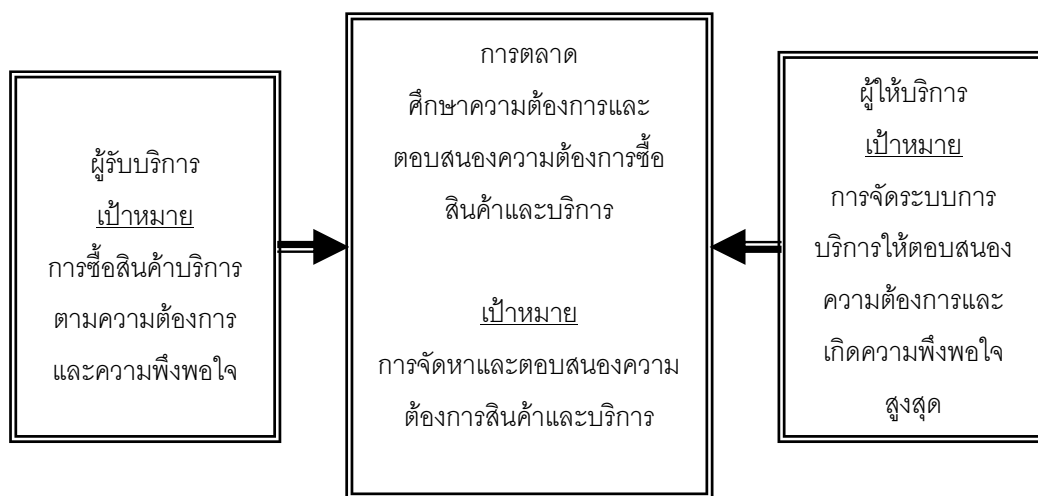 ผู้รับบริการ
เป้าหมาย
การซื้อสินค้าบริการ
ตามความต้องการ
และความพึงพอใจ
การตลาด
ศึกษาความต้องการและ
ตอบสนองความต้องการซื้อ
สินค้าและบริการ
เป้าหมาย
การจัดหาและตอบสนองความ
ต้องการสินค้าและบริการ
ผู้ให้บริการ
เป้าหมาย
การจัดระบบการ
บริการให้ตอบสนอง
ความต้องการและ
เกิดความพึงพอใจ
สูงสุด